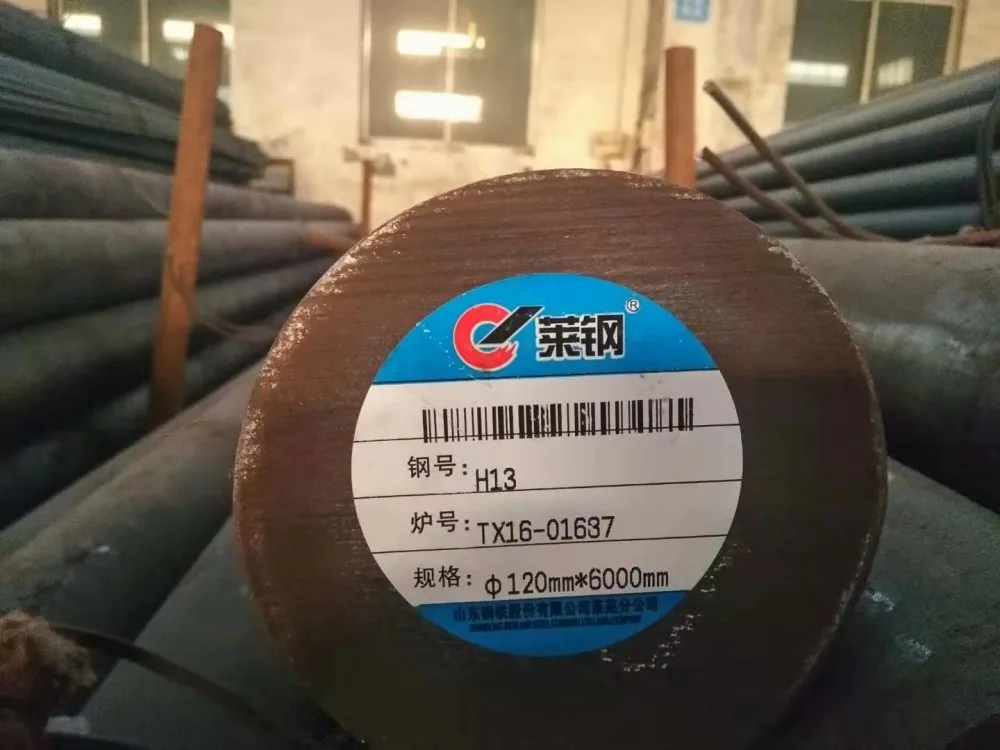 莱钢®
钢号: H13
炉号: TX16-01637
规格: φ120mm*6000mm
山东钢铁股份有限公司莱芜分公司